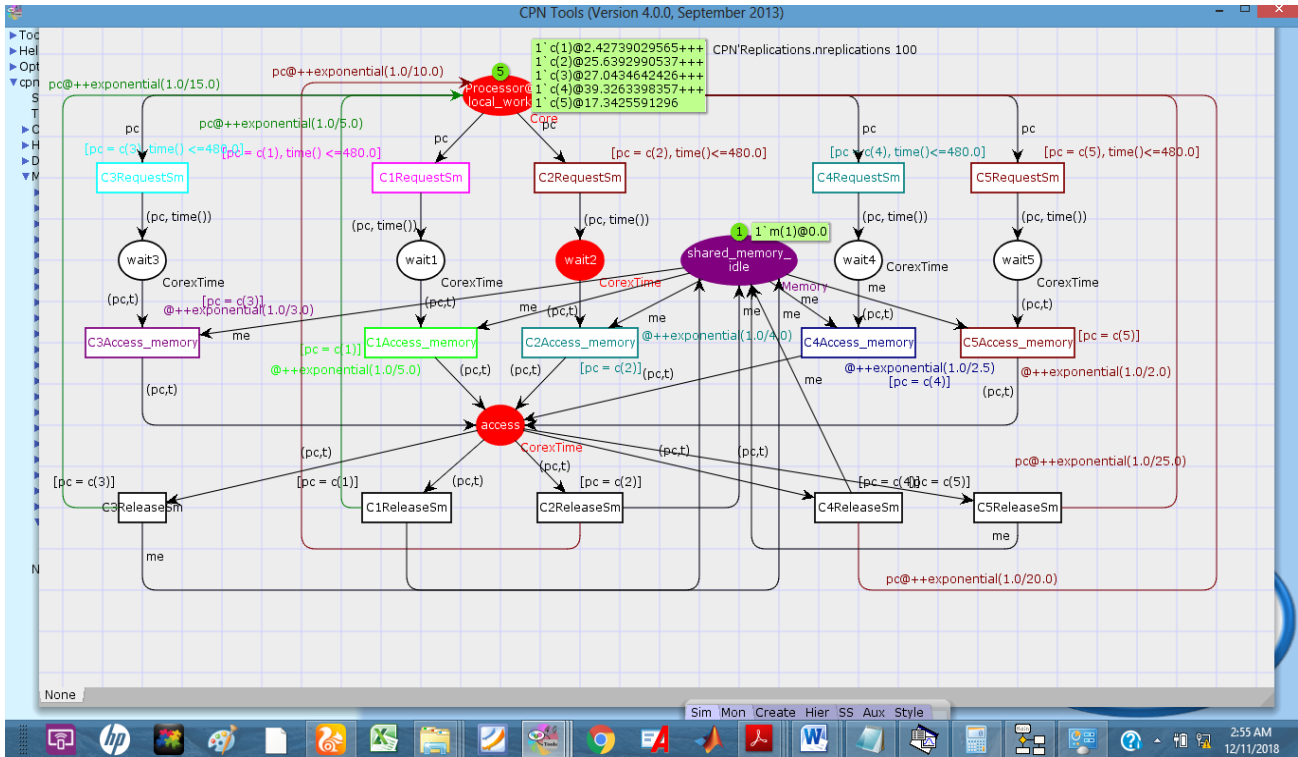 CPN Tools (Version 4.0.0, September 2013)
Hel
cpn
1`c(1)@2.42739029565+++
1`c(2)@25.6392990537+++
1`c(3)@27.0434642426+++
1`c(4)@39.3263398357+++
1`c(5)@17.3425591296
CPN'Replications.nreplications 100
5
pc@++exponential(1.0/10.0)
pc@++exponential(1.0/15.0)
Processor@
local_work
Core
pc@++exponential(1.0/5.0)
pc
pc
pc
pc
pc
[pc = c(3), time() <=480.0]
[pc = c(1), time() <=480.0]
[pc = c(2), time()<=480.0]
[pc = c(4), time()<=480.0]
[pc = c(5), time()<=480.0]
C3RequestSm
C1RequestSm
C2RequestSm
C4RequestSm
C5RequestSm
(pc, time())
(pc, time())
(pc, time())
(pc, time())
(pc, time())
1
1`m(1)@0.0
wait3
wait1
wait2
shared_memory_
idle
wait4
wait5
CorexTime
CorexTime
CorexTime
Memory
CorexTime
CorexTime
(pc,t)
[pc = c(3)]
@++exponential(1.0/3.0)
(pc,t)
me
(pc,t)
me
me
me
me
me
(pc,t)
(pc,t)
me
C3Access_memory
C1Access_memory
C2Access_memory
@++exponential(1.0/4.0)
C4Access_memory
C5Access_memory
[pc = c(5)]
[pc = c(1)]
@++exponential(1.0/5.0)
[pc = c(2)]
@++exponential(1.0/2.5)
[pc = c(4)]
@++exponential(1.0/2.0)
(pc,t)
(pc,t)
(pc,t)
(pc,t)
me
(pc,t)
access
CorexTime
(pc,t)
(pc,t)
(pc,t)
(pc,t)
(pc,t)
pc@++exponential(1.0/25.0)
[pc = c(3)]
[pc = c(1)]
[pc = c(2)]
[pc = c(4)]
[pc = c(5)]
C3ReleaseSm
C1ReleaseSm
C2ReleaseSm
C4ReleaseSm
C5ReleaseSm
me
me
pc@++exponential(1.0/20.0)
None
Sim Mon Create Hier SS Aux Style
2:55 AM
12/11/2018